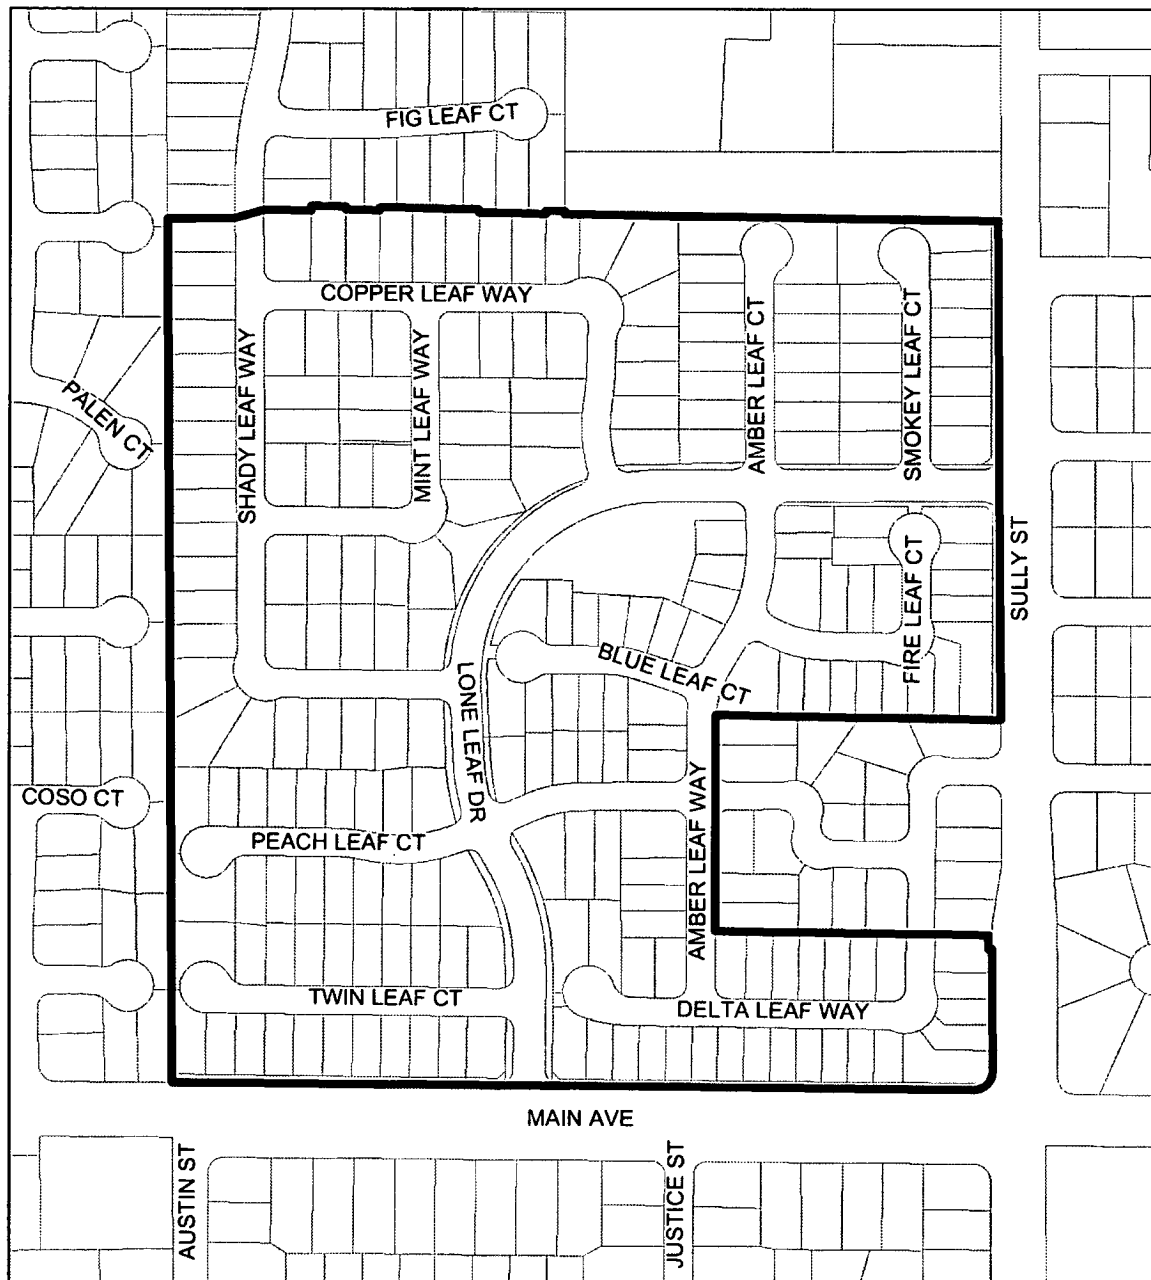 FIG LEAF CT
COPPER LEAF WAY
SHADY LEAF WAY
MINT LEAF WAY
AMBER LEAF CT
SMOKEY LEAF CT
PALEN CT
SULLY ST
FIRE LEAF CT
BLUE LEAF CT
LONE LEAF DR
COSO CT
PEACH LEAF CT
AMBER LEAF WAY
TWIN LEAF CT
DELTA LEAF WAY
MAIN AVE
AUSTIN ST
JUSTICE ST